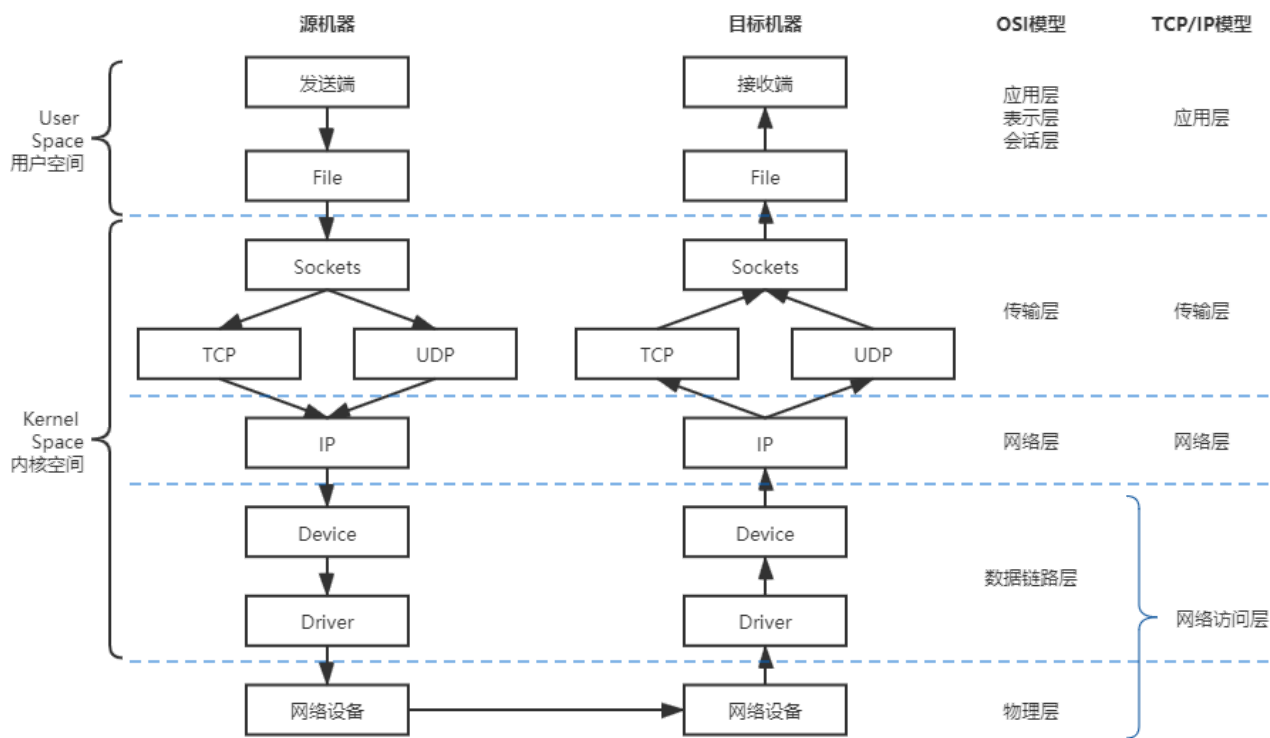 源机器 目标机器 OSI模型 TCP/IP模型
发送端 接收端
应用层
表示层
会话层
应用层
User
Space
用户空间
File File
Sockets Sockets
传输层 传输层
TCP UDP TCP UDP
Kernel
Space
内核空间
IP IP 网络层 网络层
Device Device
数据链路层
网络访问层
Driver Driver
网络设备 网络设备 物理层